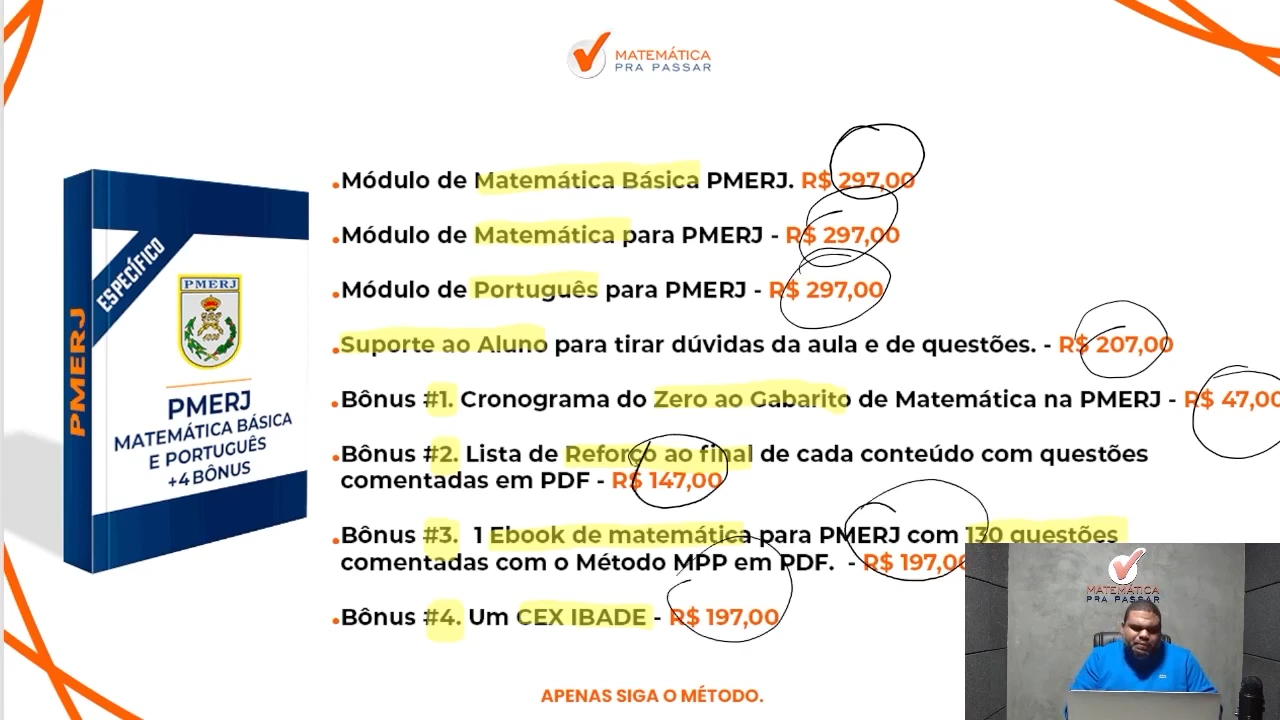 MATEMÁTICA
PRA PASSAR
.Módulo de Matemática Básica PMERJ. R$ 297,00
.Módulo de Matemática para PMERJ - R$ 297,00
.Módulo de Português para PMERJ - R$ 297,00
.Suporte ao Aluno para tirar dúvidas da aula e de questões. - R$ 207,00
.Bônus #1. Cronograma do Zero ao Gabarito de Matemática na PMERJ - R$ 47,00
.Bônus #2. Lista de Reforço ao final de cada conteúdo com questões
comentadas em PDF - R$ 147,00
.Bônus #3. 1 Ebook de matemática para PMERJ com 130 questões
comentadas com o Método MPP em PDF. - R$ 197,00
.Bônus #4. Um CEX IBADE - R$ 197,00
PMERJ
ESPECÍFICO
PMERJ
PMERJ
MATEMÁTICA BÁSICA
E PORTUGUÊS
+4 BÔNUS
MATEMÁTICA
PRA PASSAR
APENAS SIGA O MÉTODO.